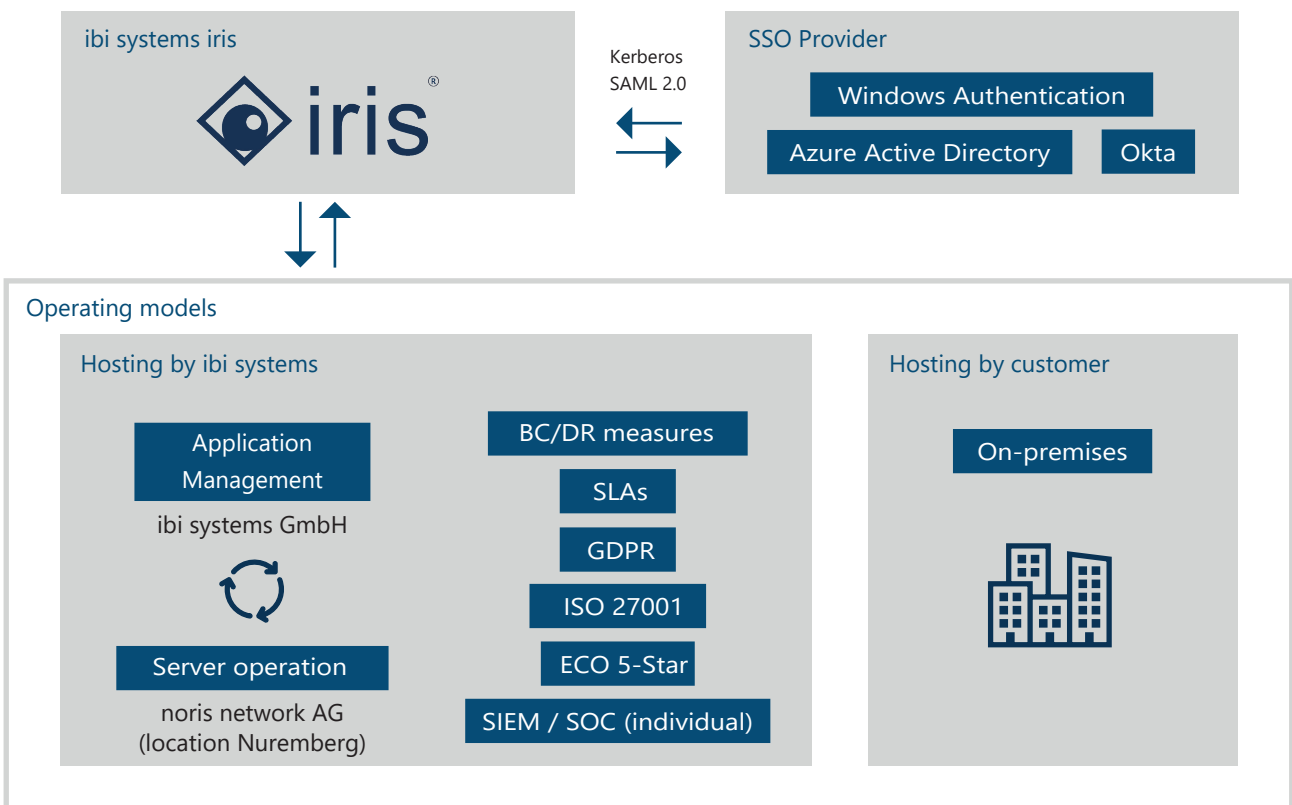 ibi systems iris
iris®
Kerberos
SAML 2.0
SSO Provider
Windows Authentication
Azure Active Directory
Okta
Operating models
Hosting by ibi systems
Application
Management
ibi systems GmbH
Server operation
noris network AG
(location Nuremberg)
BC/DR measures
SLAs
GDPR
ISO 27001
ECO 5-Star
SIEM / SOC (individual)
Hosting by customer
On-premises